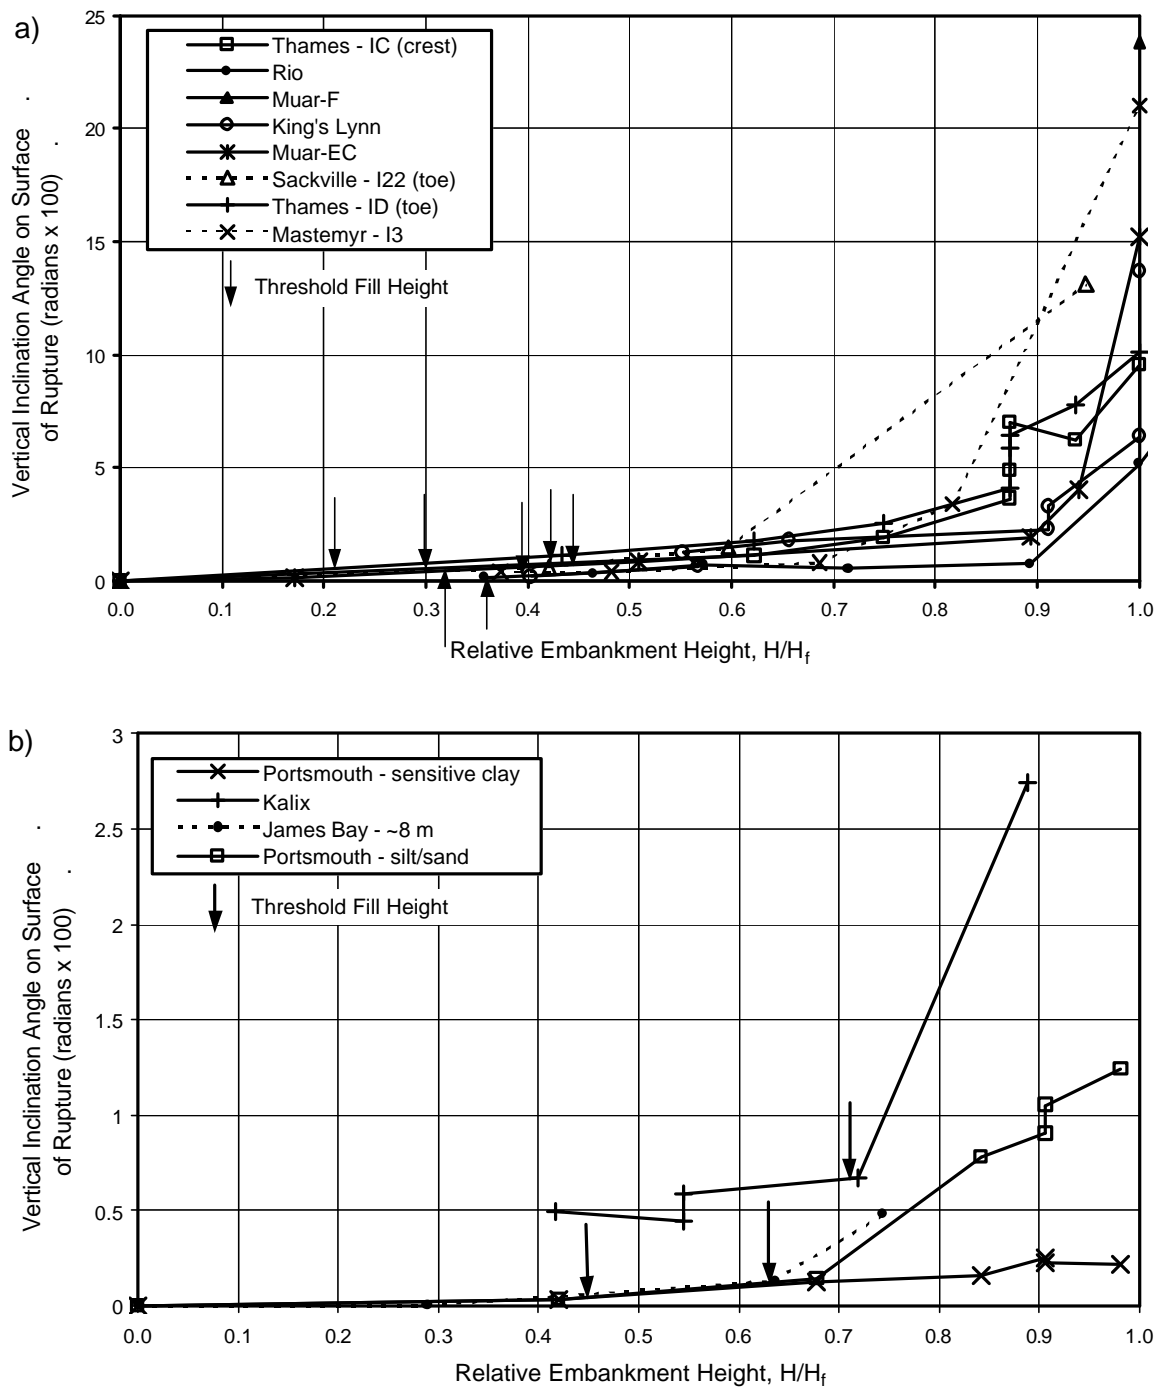 a)
25
20
15
10
5
0
Vertical Inclination Angle on Surface .
of Rupture (radians x 100) .
Thames - IC (crest)
Rio
Muar-F
King's Lynn
Muar-EC
Sackville - I22 (toe)
Thames - ID (toe)
Mastemyr - I3
Threshold Fill Height
0.0 0.1 0.2 0.3 0.4 0.5 0.6 0.7 0.8 0.9 1.0
Relative Embankment Height, H/Hf
b)
3
2.5
2
1.5
1
0.5
0
Vertical Inclination Angle on Surface .
of Rupture (radians x 100) .
Portsmouth - sensitive clay
Kalix
James Bay - ~8 m
Portsmouth - silt/sand
Threshold Fill Height
0.0 0.1 0.2 0.3 0.4 0.5 0.6 0.7 0.8 0.9 1.0
Relative Embankment Height, H/Hf